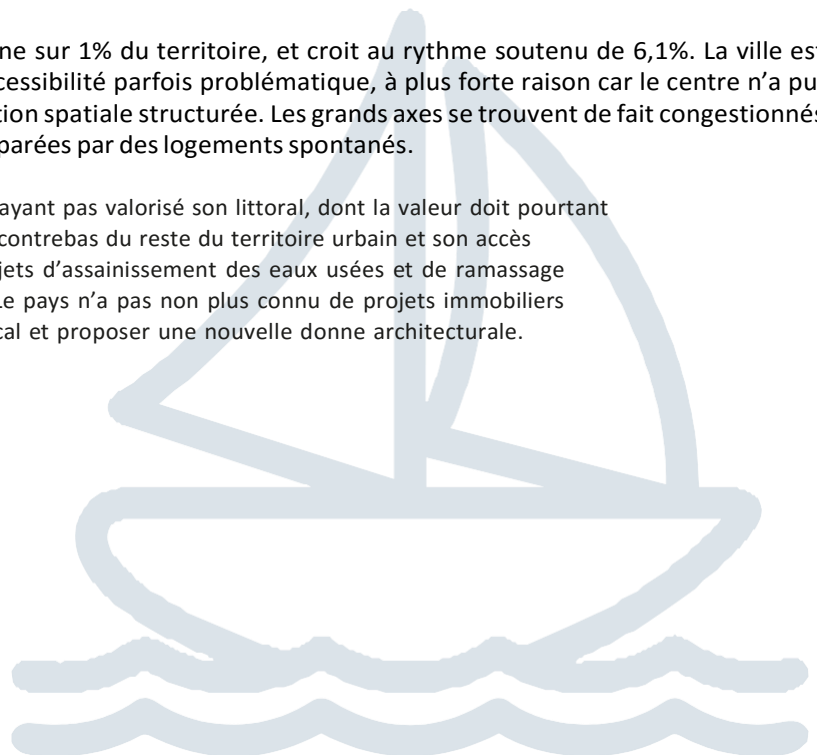 ne sur 1% du territoire, et croit au rythme soutenu de 6,1%. La ville est
cessibilité parfois problématique, à plus forte raison car le centre n’a pu
tion spatiale structurée. Les grands axes se trouvent de fait congestionnés
parées par des logements spontanés.
ayant pas valorisé son littoral, dont la valeur doit pourtant
contrebas du reste du territoire urbain et son accès
jets d’assainissement des eaux usées et de ramassage
Le pays n’a pas non plus connu de projets immobiliers
cal et proposer une nouvelle donne architecturale.